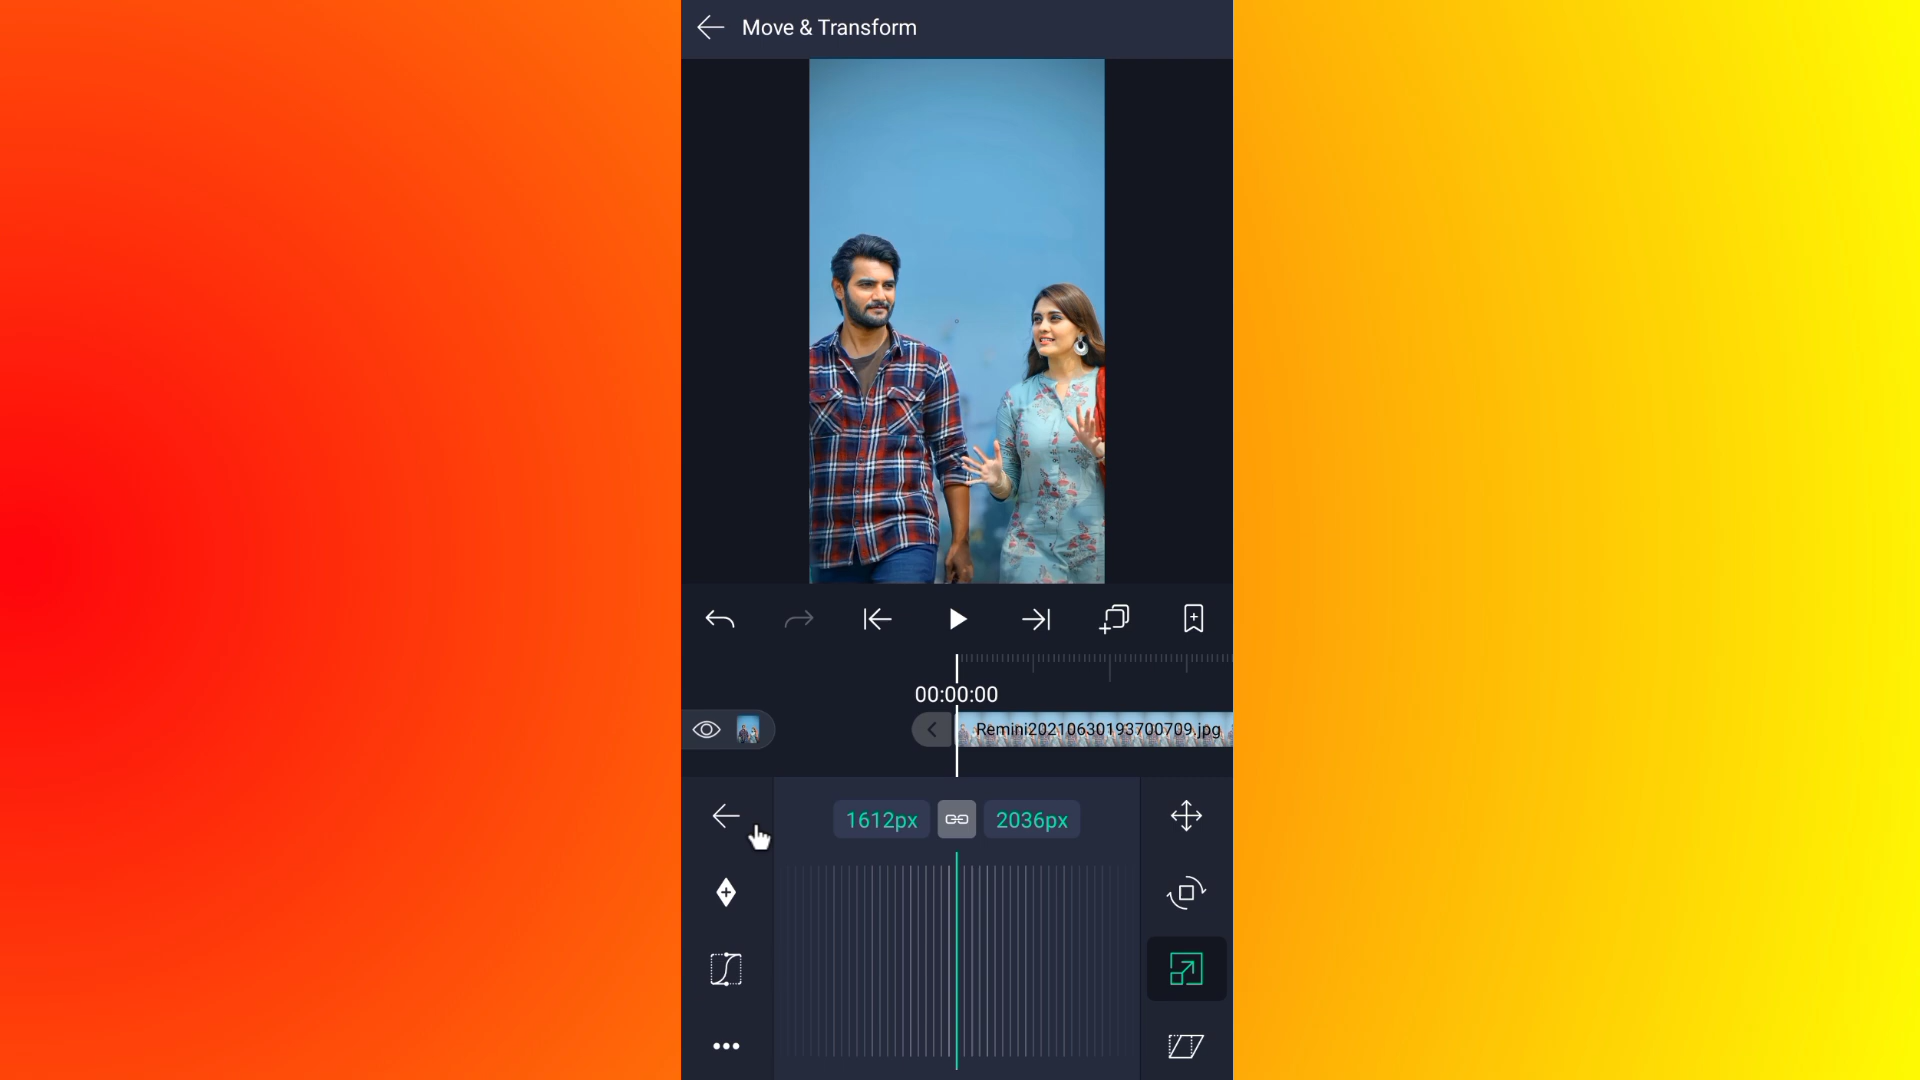 Move & Transform
00:00:00
Remini20210630193700709.jpg
1612px
2036px